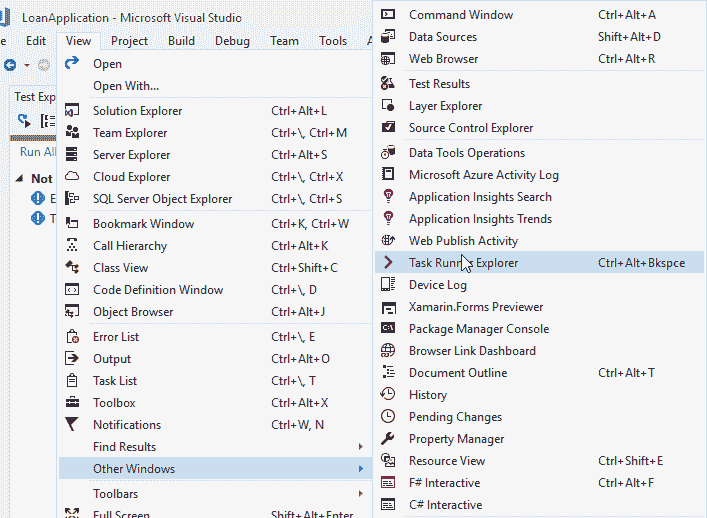 LoanApplication - Microsoft Visual Studio
e Edit View Project Build Debug Team Tools A
Test Exp
Run All
Not
E
T
Open
Open With...
Solution Explorer Ctrl+Alt+L
Team Explorer Ctrl+\, Ctrl+M
Server Explorer Ctrl+Alt+S
Cloud Explorer Ctrl+\, Ctrl+X
SQL Server Object Explorer Ctrl+\, Ctrl+S
Bookmark Window Ctrl+K, Ctrl+W
Call Hierarchy Ctrl+Alt+K
Class View Ctrl+Shift+C
Code Definition Window Ctrl+\, D
Object Browser Ctrl+Alt+J
Error List Ctrl+\, E
Output Ctrl+Alt+O
Task List Ctrl+\, T
Toolbox Ctrl+Alt+X
Notifications Ctrl+W, N
Find Results
Other Windows
Toolbars
Full Screen Shift+Alt+Enter
Command Window Ctrl+Alt+A
Data Sources Shift+Alt+D
Web Browser Ctrl+Alt+R
Test Results
Layer Explorer
Source Control Explorer
Data Tools Operations
Microsoft Azure Activity Log
Application Insights Search
Application Insights Trends
Web Publish Activity
Task Runner Explorer Ctrl+Alt+Bkspce
Device Log
Xamarin.Forms Previewer
Package Manager Console
Browser Link Dashboard
Document Outline Ctrl+Alt+T
History
Pending Changes
Property Manager
Resource View Ctrl+Shift+E
F# Interactive Ctrl+Alt+F
C# Interactive